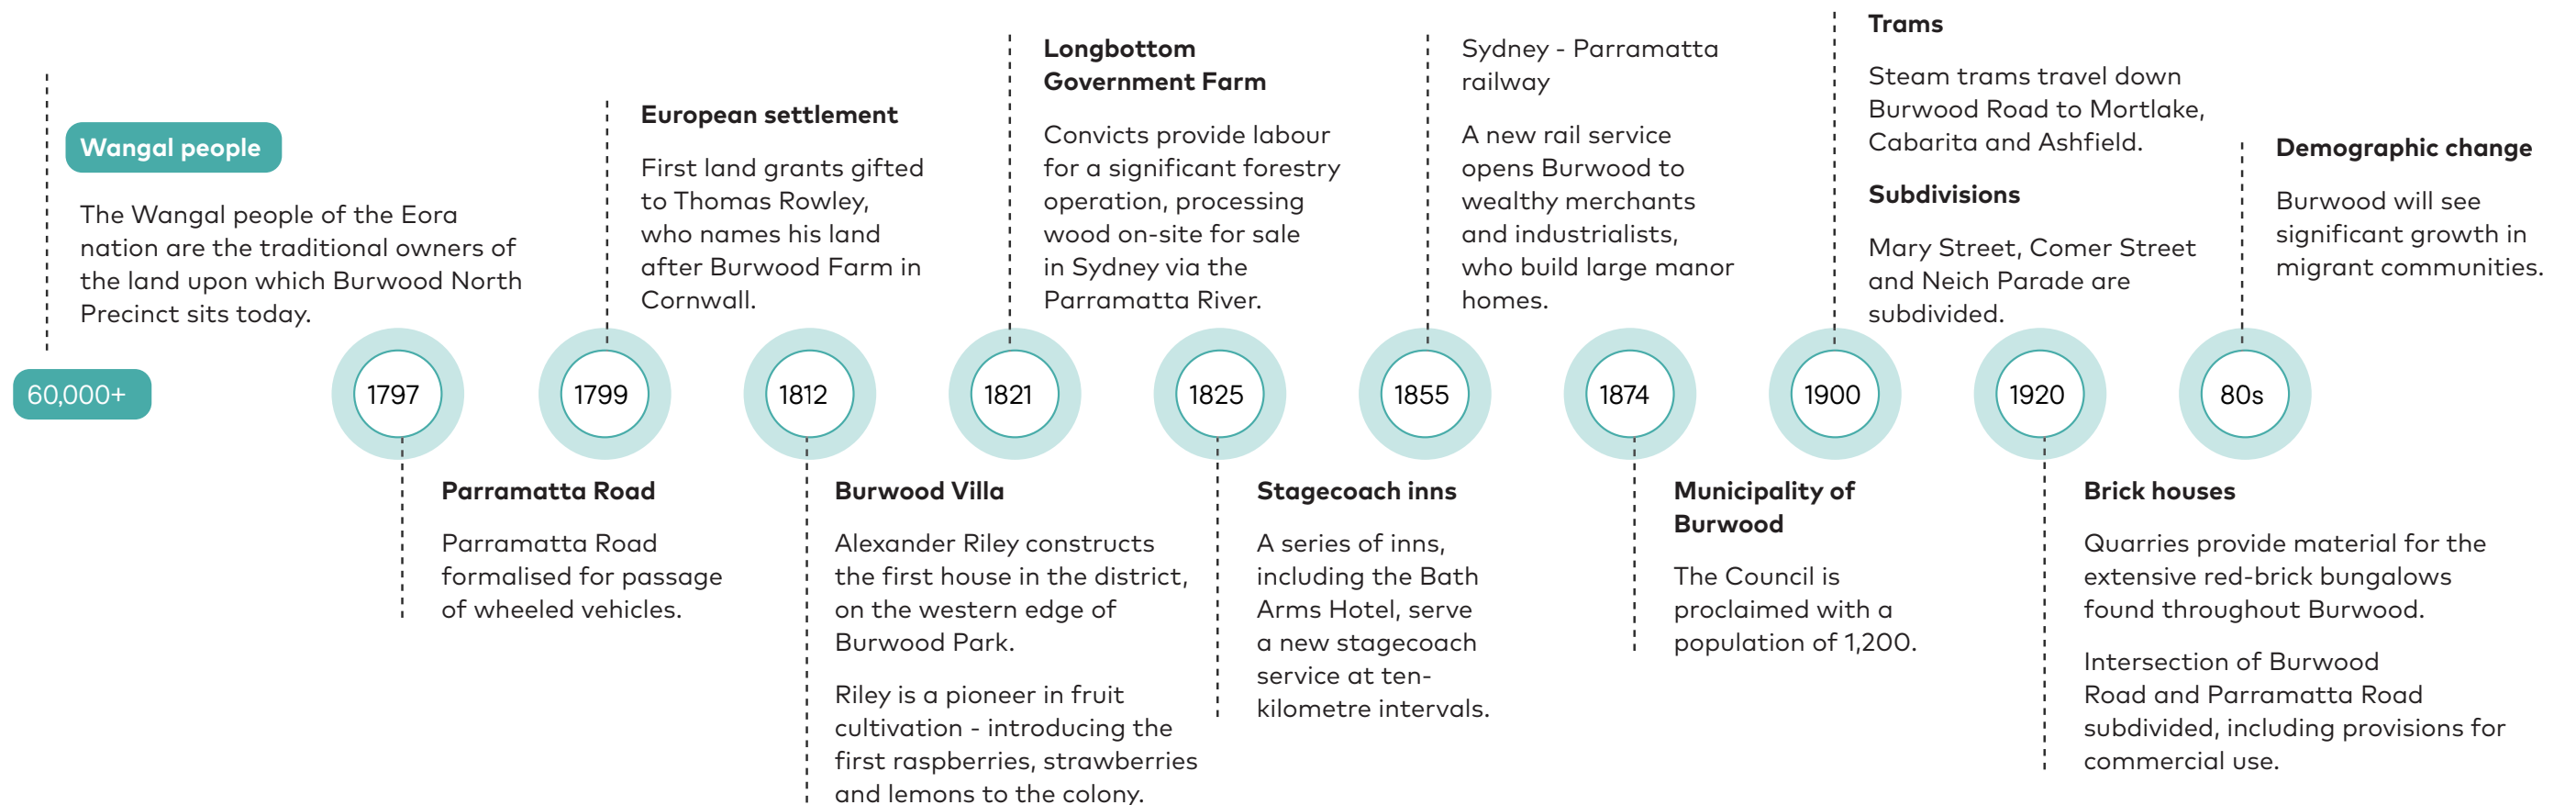 Wangal people
The Wangal people of the Eora
nation are the traditional owners of
the land upon which Burwood North
Precinct sits today.
60,000+
1797
Parramatta Road
Parramatta Road
formalised for passage
of wheeled vehicles.
European settlement
First land grants gifted
to Thomas Rowley,
who names his land
after Burwood Farm in
Cornwall.
1799
1812
Burwood Villa
Alexander Riley constructs
the first house in the district,
on the western edge of
Burwood Park.
Riley is a pioneer in fruit
cultivation - introducing the
first raspberries, strawberries
and lemons to the colony.
Longbottom
Government Farm
Convicts provide labour
for a significant forestry
operation, processing
wood on-site for sale
in Sydney via the
Parramatta River.
1821
1825
Stagecoach inns
A series of inns,
including the Bath
Arms Hotel, serve
a new stagecoach
service at ten-
kilometre intervals.
Sydney - Parramatta
railway
A new rail service
opens Burwood to
wealthy merchants
and industrialists,
who build large manor
homes.
1855
1874
Municipality of
Burwood
The Council is
proclaimed with a
population of 1,200.
Trams
Steam trams travel down
Burwood Road to Mortlake,
Cabarita and Ashfield.
Subdivisions
Mary Street, Comer Street
and Neich Parade are
subdivided.
1900
1920
Brick houses
Quarries provide material for the
extensive red-brick bungalows
found throughout Burwood.
Intersection of Burwood
Road and Parramatta Road
subdivided, including provisions for
commercial use.
Demographic change
Burwood will see
significant growth in
migrant communities.
80s